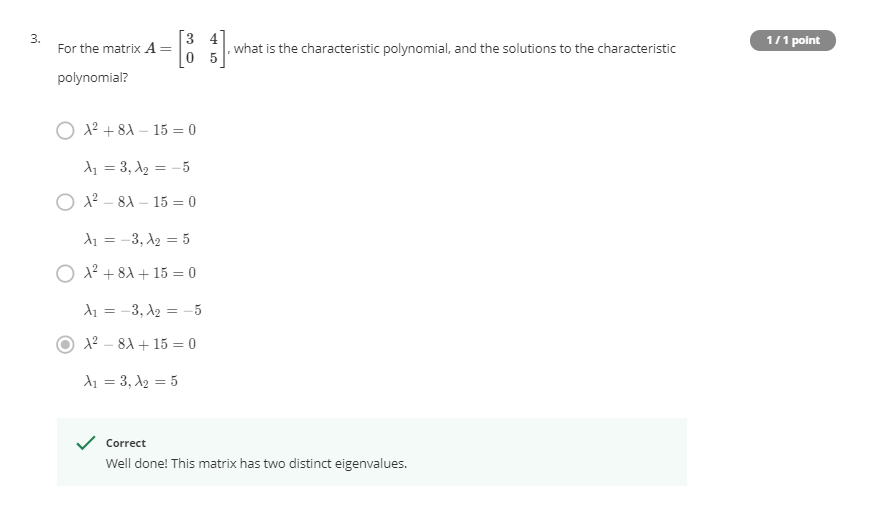 3.
For the matrix A = [3 4
0 5], what is the characteristic polynomial, and the solutions to the characteristic
polynomial?
1 / 1 point
λ² + 8λ − 15 = 0
λ₁ = 3, λ₂ = −5
λ² − 8λ − 15 = 0
λ₁ = −3, λ₂ = 5
λ² + 8λ + 15 = 0
λ₁ = −3, λ₂ = −5
λ² − 8λ + 15 = 0
λ₁ = 3, λ₂ = 5
Correct
Well done! This matrix has two distinct eigenvalues.